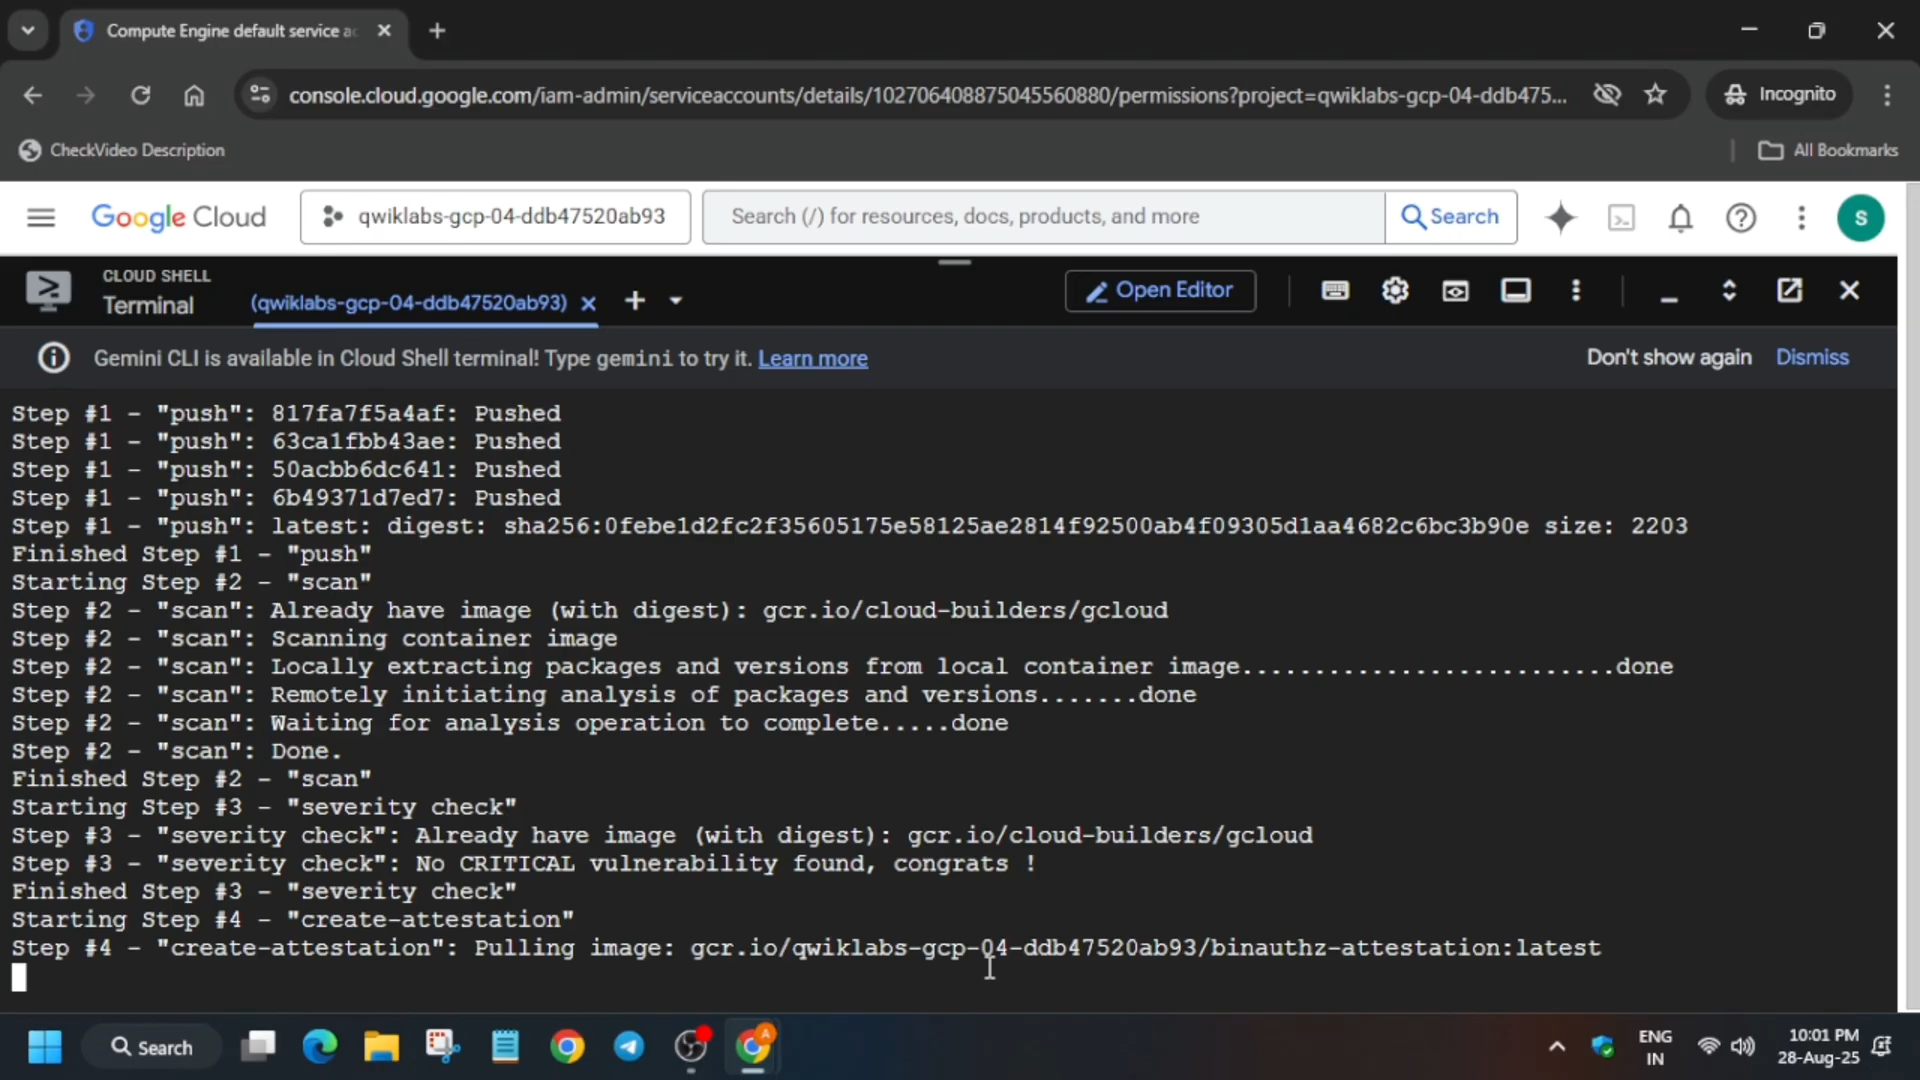 Compute Engine default service ac
console.cloud.google.com/iam-admin/serviceaccounts/details/102706408875045560880/permissions?project=qwiklabs-gcp-04-ddb475...
Incognito
CheckVideo Description
All Bookmarks
Google Cloud
qwiklabs-gcp-04-ddb47520ab93
Search (/) for resources, docs, products, and more
Search
S
CLOUD SHELL
Terminal
(qwiklabs-gcp-04-ddb47520ab93)
Open Editor
Gemini CLI is available in Cloud Shell terminal! Type gemini to try it. Learn more
Don't show again
Dismiss
Step #1 - "push": 817fa7f5a4af: Pushed
Step #1 - "push": 63ca1fbb43ae: Pushed
Step #1 - "push": 50acbb6dc641: Pushed
Step #1 - "push": 6b49371d7ed7: Pushed
Step #1 - "push": latest: digest: sha256:0febe1d2fc2f35605175e58125ae2814f92500ab4f09305d1aa4682c6bc3b90e size: 2203
Finished Step #1 - "push"
Starting Step #2 - "scan"
Step #2 - "scan": Already have image (with digest): gcr.io/cloud-builders/gcloud
Step #2 - "scan": Scanning container image
Step #2 - "scan": Locally extracting packages and versions from local container image..........................done
Step #2 - "scan": Remotely initiating analysis of packages and versions.......done
Step #2 - "scan": Waiting for analysis operation to complete.....done
Step #2 - "scan": Done.
Finished Step #2 - "scan"
Starting Step #3 - "severity check"
Step #3 - "severity check": Already have image (with digest): gcr.io/cloud-builders/gcloud
Step #3 - "severity check": No CRITICAL vulnerability found, congrats !
Finished Step #3 - "severity check"
Starting Step #4 - "create-attestation"
Step #4 - "create-attestation": Pulling image: gcr.io/qwiklabs-gcp-04-ddb47520ab93/binauthz-attestation:latest
Search
A
ENG
IN
10:01 PM
28-Aug-25